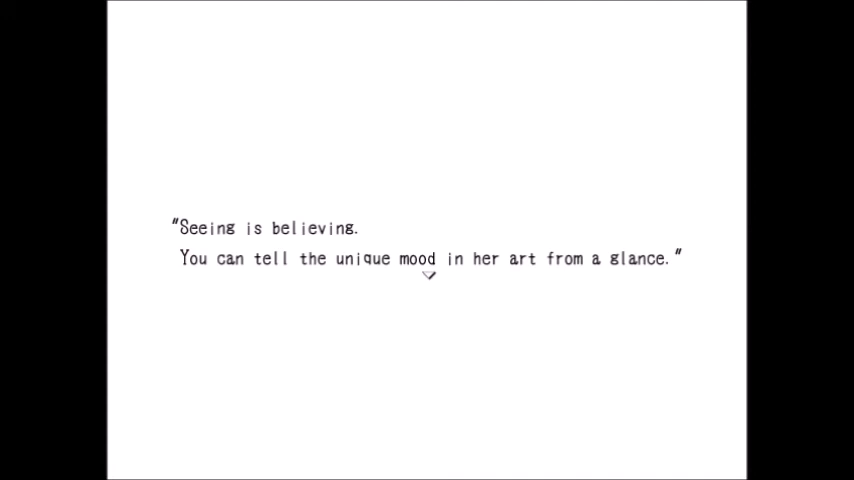 "Seeing is believing.
You can tell the unique mood in her art from a glance."